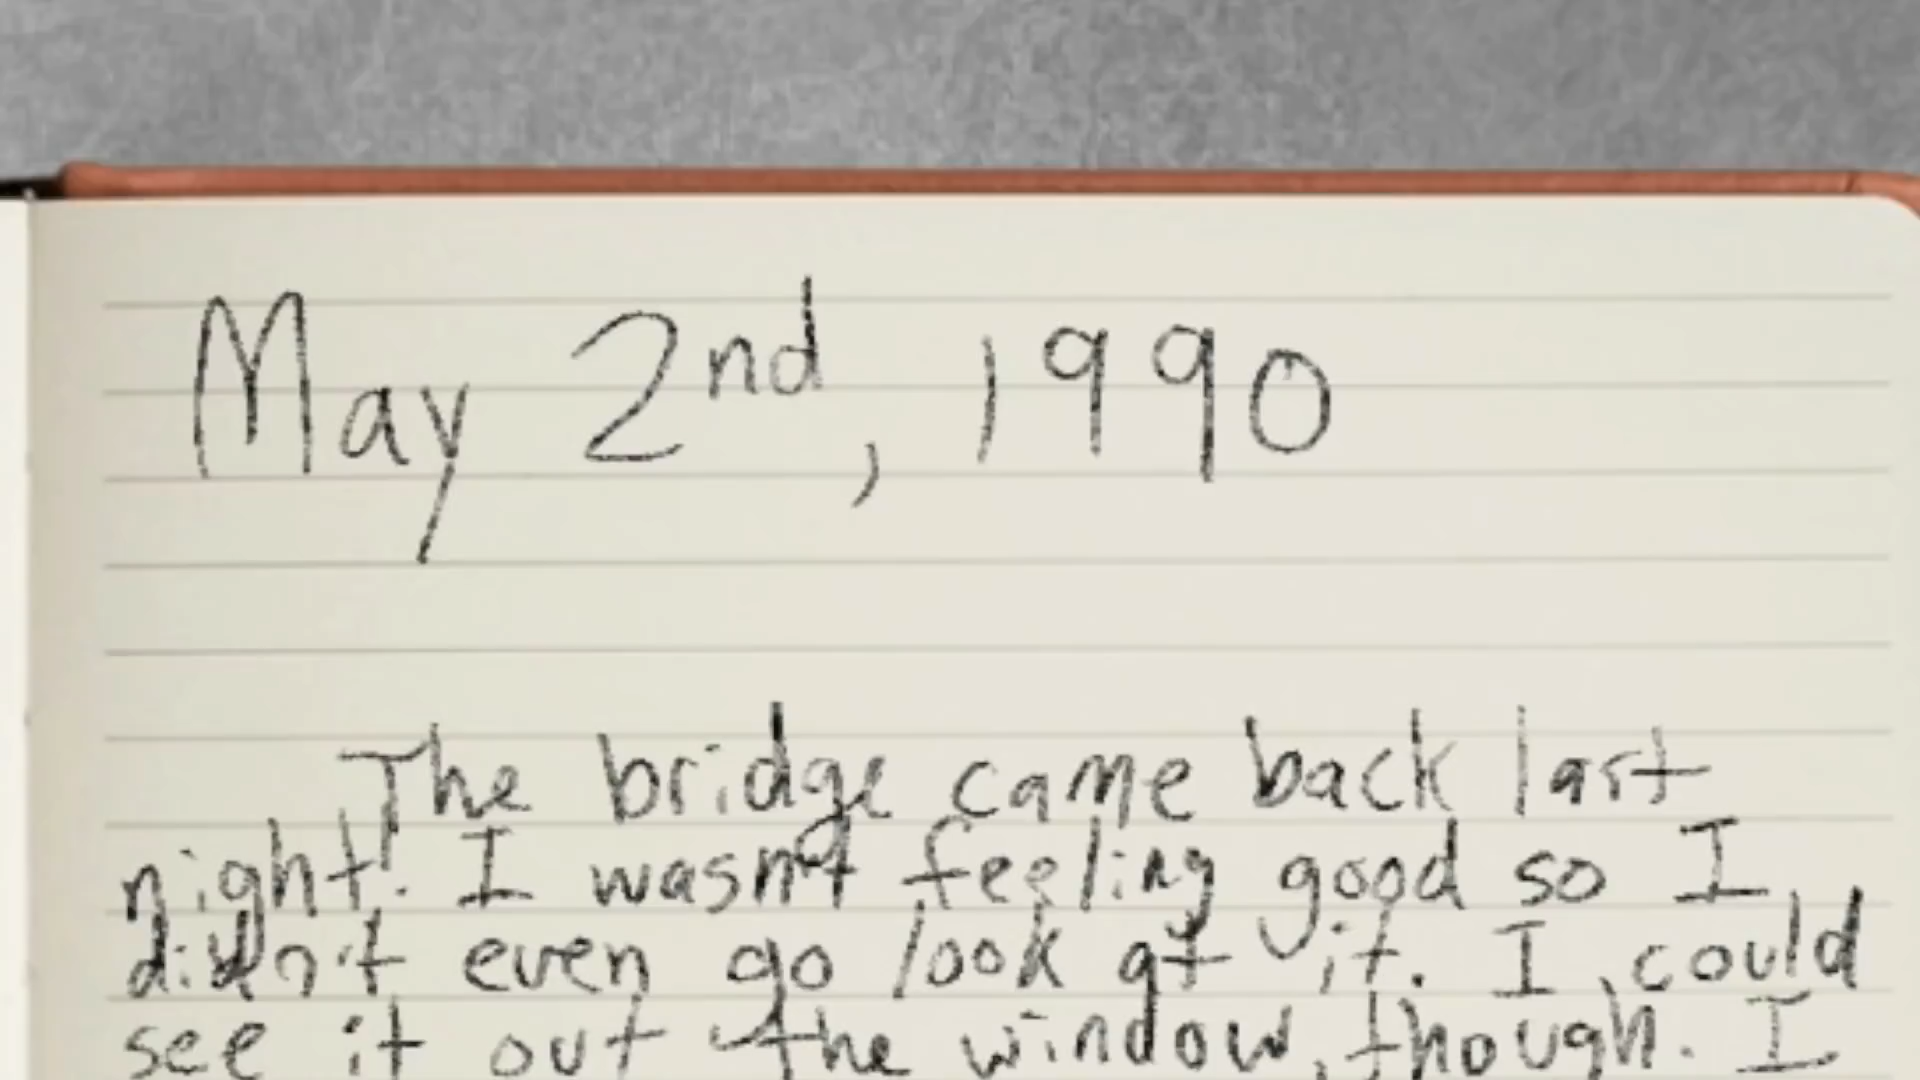 May 2nd, 1990
The bridge came back last
night. I wasn't feeling good so I
didn't even go look at it. I could
see it out the window, though. I